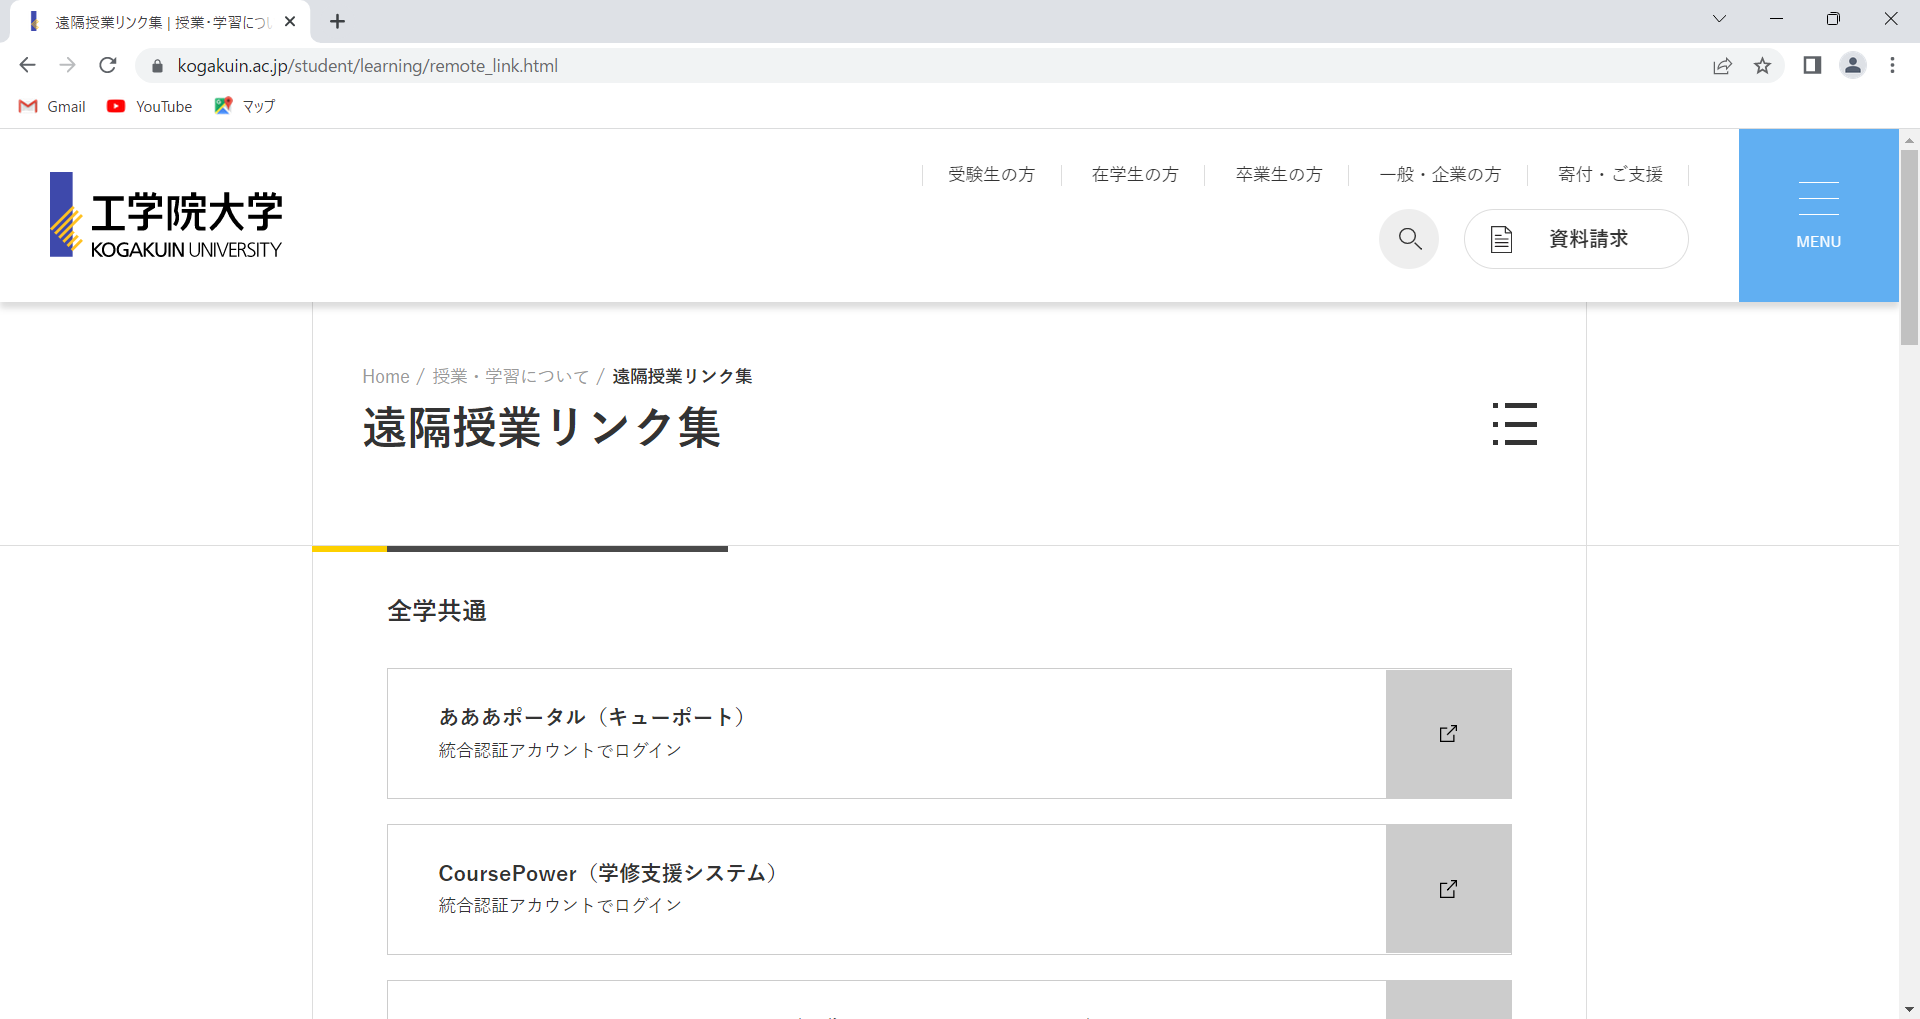 遠隔授業リンク集 | 授業・学習につい
kogakuin.ac.jp/student/learning/remote_link.html
Gmail
YouTube
マップ
工学院大学
KOGAKUIN UNIVERSITY
受験生の方
在学生の方
卒業生の方
一般・企業の方
寄付・ご支援
資料請求
MENU
Home / 授業・学習について / 遠隔授業リンク集
遠隔授業リンク集
全学共通
あああポータル（キューポート）
統合認証アカウントでログイン
CoursePower（学修支援システム）
統合認証アカウントでログイン